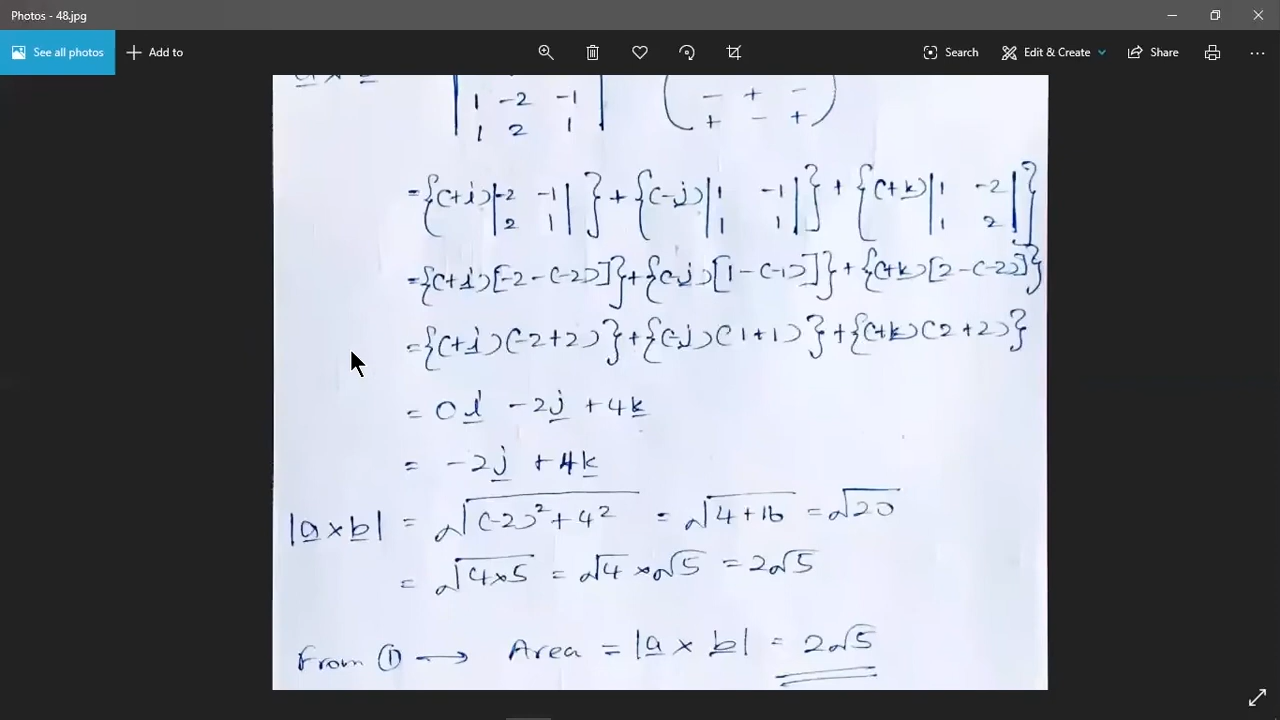 Photos - 48.jpg
See all photos
Add to
Search
Edit & Create
Share
1 -2 -1
1 2 1
- + -
+ - +
={(+i)|-2 -1|}+{(-j)|1 -1|}+{(+k)|1 -2|}
2 1 1 1 1 2
={(+i)[-2-(-2)]}+{(-j)[1-(-1)]}+{(+k)[2-(-2)]}
={(+i)(-2+2)}+{(-j)(1+1)}+{(+k)(2+2)}
= 0i -2j +4k
= -2j +4k
|a×b| = √((-2)²+4²) = √(4+16) = √20
= √(4×5) = √4 ×√5 = 2√5
From ① → Area = |a × b| = 2√5